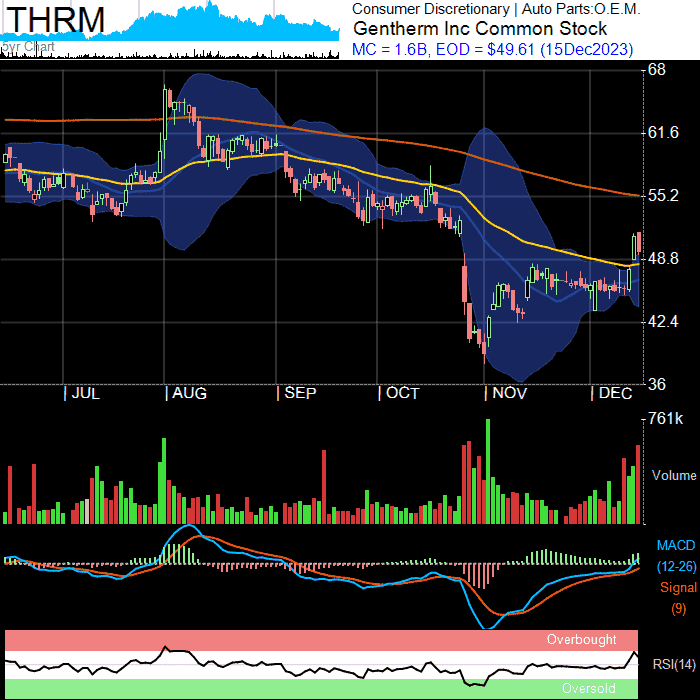 THRM
5yr Chart
Consumer Discretionary | Auto Parts:O.E.M.
Gentherm Inc Common Stock
MC = 1.6B, EOD = $49.61 (15Dec2023)
68
61.6
55.2
48.8
42.4
36
| JUL | AUG | SEP | OCT | NOV | DEC
761k
Volume
MACD
(12-26)
Signal
(9)
Overbought
RSI(14)
Oversold